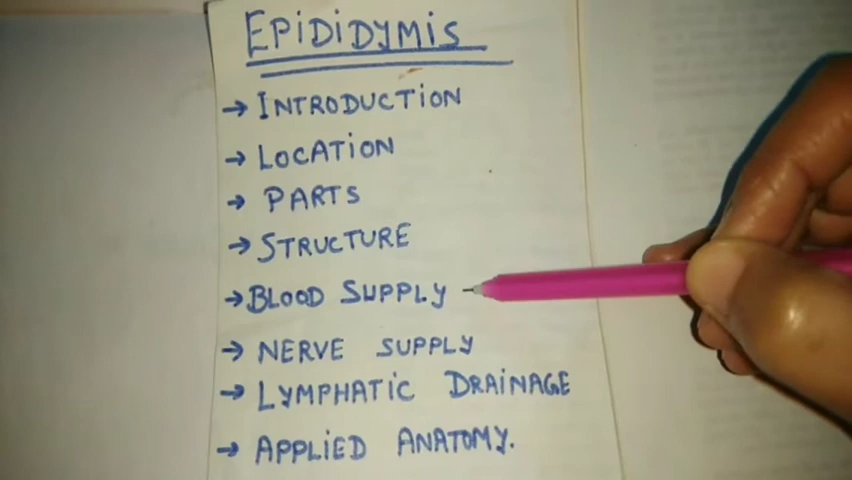 EPIDIDYMIS
→ INTRODUCTION
→ LOCATION
→ PARTS
→ STRUCTURE
→ BLOOD SUPPLY
→ NERVE SUPPLY
→ LYMPHATIC DRAINAGE
→ APPLIED ANATOMY.